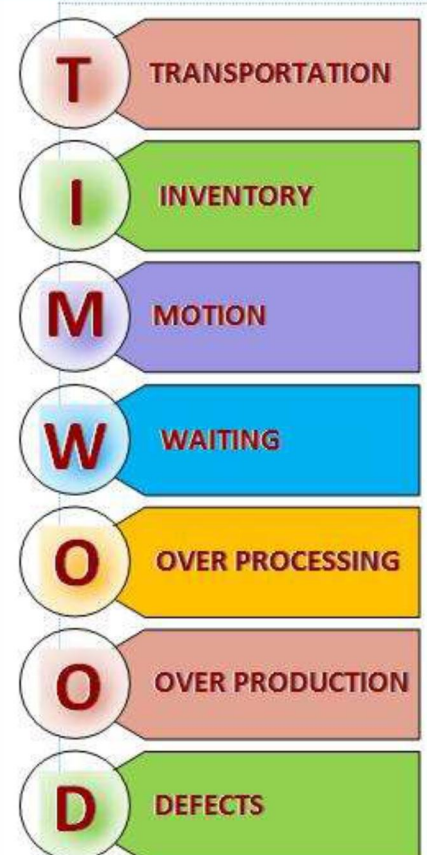 T TRANSPORTATION
I INVENTORY
M MOTION
W WAITING
O OVER PROCESSING
O OVER PRODUCTION
D DEFECTS